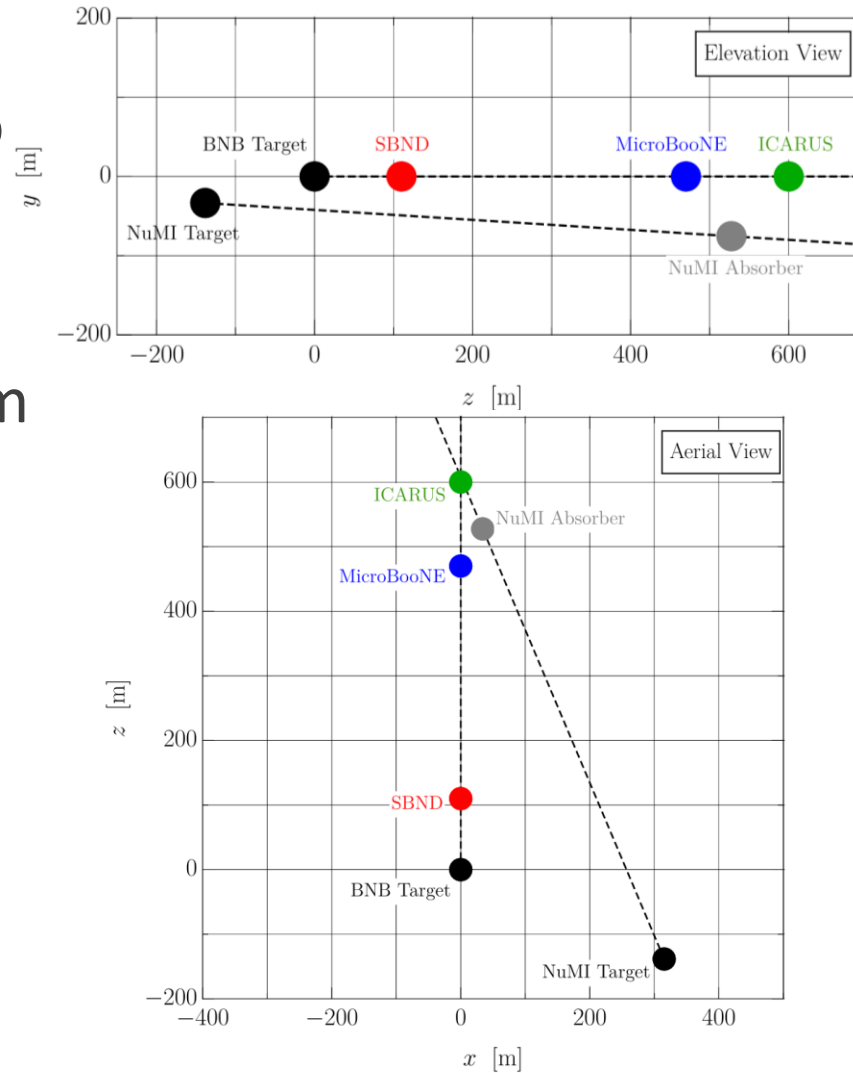 200
Elevation View
)
BNB Target
SBND
MicroBooNE
ICARUS
y [m]
0
NuMI Target
NuMI Absorber
−200
−200
0
200
400
600
z [m]
m
Aerial View
600
ICARUS
NuMI Absorber
MicroBooNE
400
z [m]
200
SBND
0
BNB Target
NuMI Target
−200
−400
−200
0
200
400
x [m]